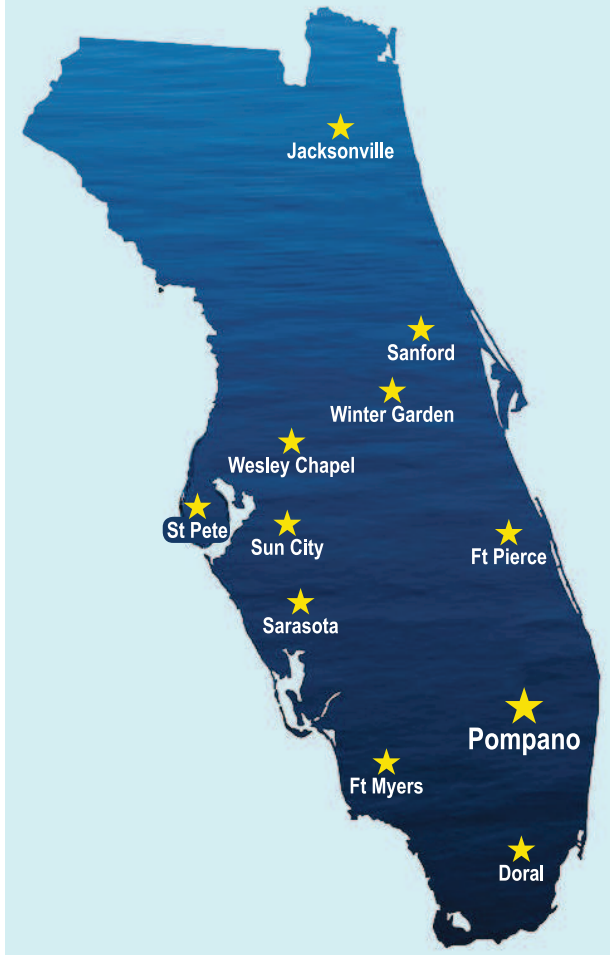 Jacksonville
Sanford
Winter Garden
Wesley Chapel
St Pete
Sun City
Ft Pierce
Sarasota
Pompano
Ft Myers
Doral